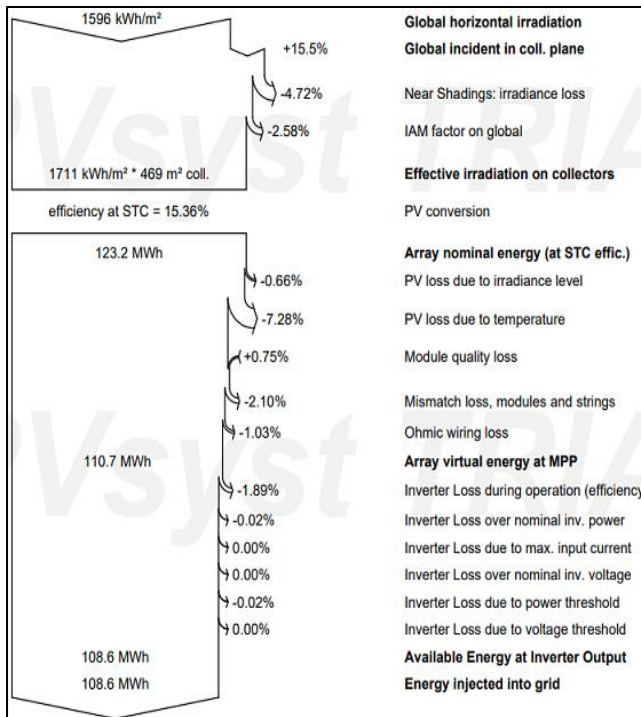 1596 kWh/m² Global horizontal irradiation
+15.5% Global incident in coll. plane
-4.72% Near Shadings: irradiance loss
-2.58% IAM factor on global
1711 kWh/m² * 469 m² coll. Effective irradiation on collectors
efficiency at STC = 15.36% PV conversion
123.2 MWh Array nominal energy (at STC effic.)
-0.66% PV loss due to irradiance level
-7.28% PV loss due to temperature
+0.75% Module quality loss
-2.10% Mismatch loss, modules and strings
-1.03% Ohmic wiring loss
110.7 MWh Array virtual energy at MPP
-1.89% Inverter Loss during operation (efficiency
-0.02% Inverter Loss over nominal inv. power
0.00% Inverter Loss due to max. input current
0.00% Inverter Loss over nominal inv. voltage
-0.02% Inverter Loss due to power threshold
0.00% Inverter Loss due to voltage threshold
108.6 MWh Available Energy at Inverter Output
108.6 MWh Energy injected into grid
PVsyst TRIA
PVsyst TRIA